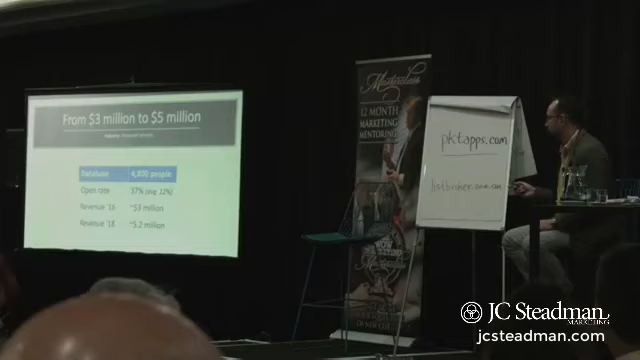 From $3 million to $5 million
Database 4,800 people
Open rate 37% (avg 12%)
Revenue '16 ~$3 million
Revenue '18 ~5.2 million
Masterclass
12 MONTH
MARKETING
MENTORING
pktapps.com
JC Steadman
MARKETING
jcsteadman.com